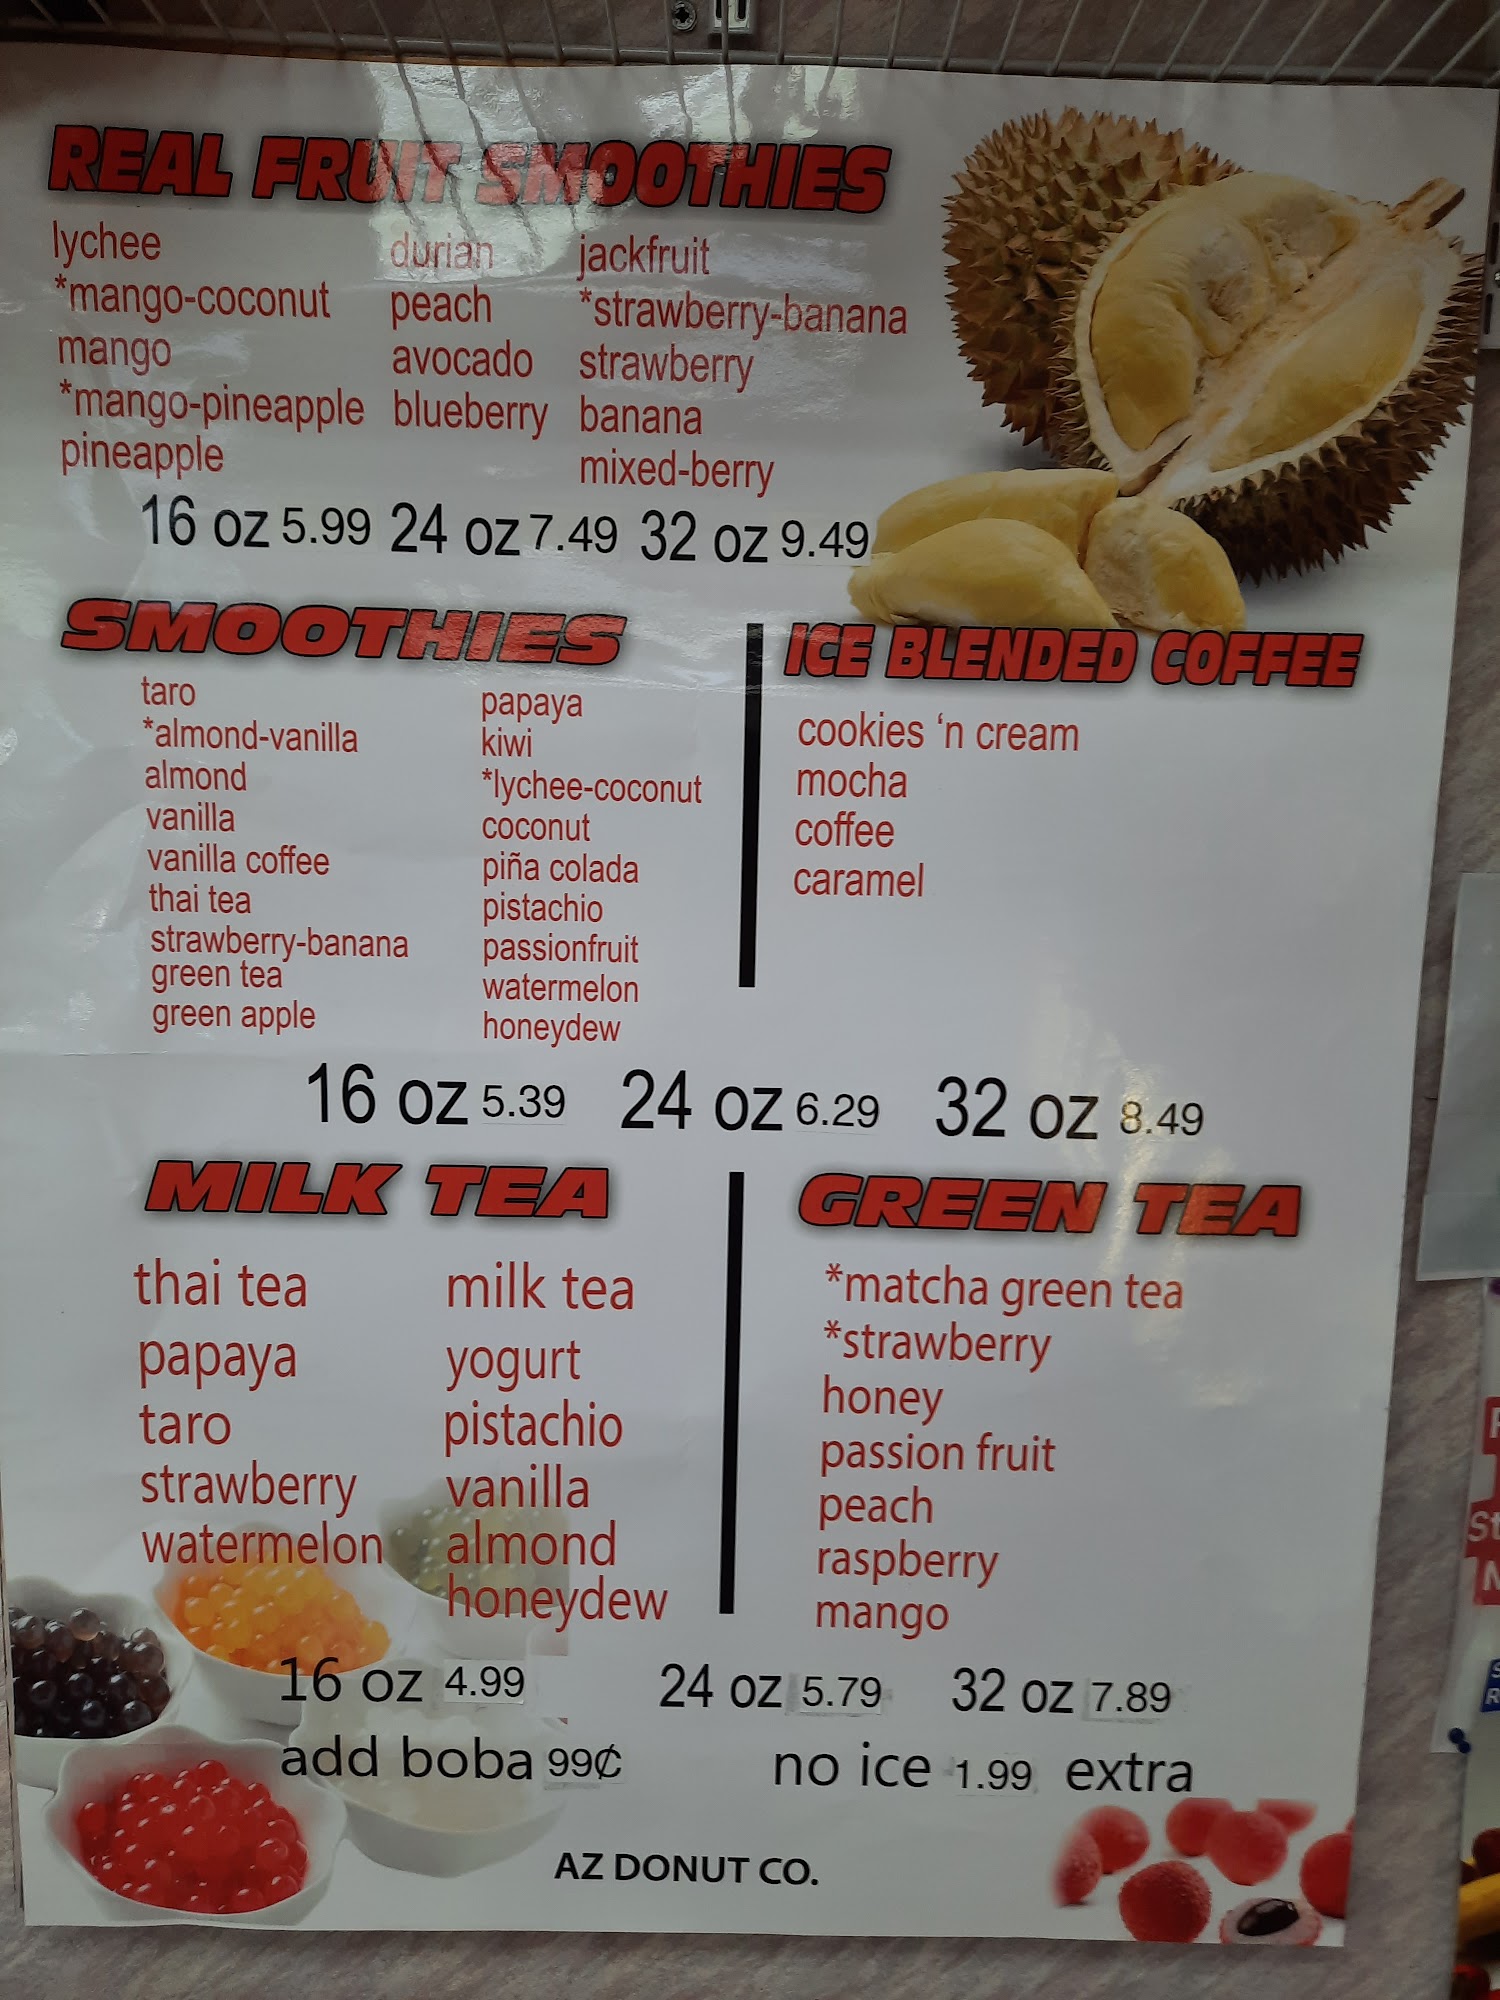 REAL FRUIT SMOOTHIES
lychee
*mango-coconut
mango
*mango-pineapple
pineapple
durian
peach
avocado
blueberry
jackfruit
*strawberry-banana
strawberry
banana
mixed-berry
16 oz 5.99 24 oz 7.49 32 oz 9.49
SMOOTHIES
taro
*almond-vanilla
almond
vanilla
vanilla coffee
thai tea
strawberry-banana
green tea
green apple
papaya
kiwi
*lychee-coconut
coconut
piña colada
pistachio
passionfruit
watermelon
honeydew
ICE BLENDED COFFEE
cookies ‘n cream
mocha
coffee
caramel
16 oz 5.39 24 oz 6.29 32 oz 8.49
MILK TEA
thai tea
papaya
taro
strawberry
watermelon
milk tea
yogurt
pistachio
vanilla
almond
honeydew
GREEN TEA
*matcha green tea
*strawberry
honey
passion fruit
peach
raspberry
mango
16 oz 4.99 24 oz 5.79 32 oz 7.89
add boba 99¢ no ice 1.99 extra
AZ DONUT CO.